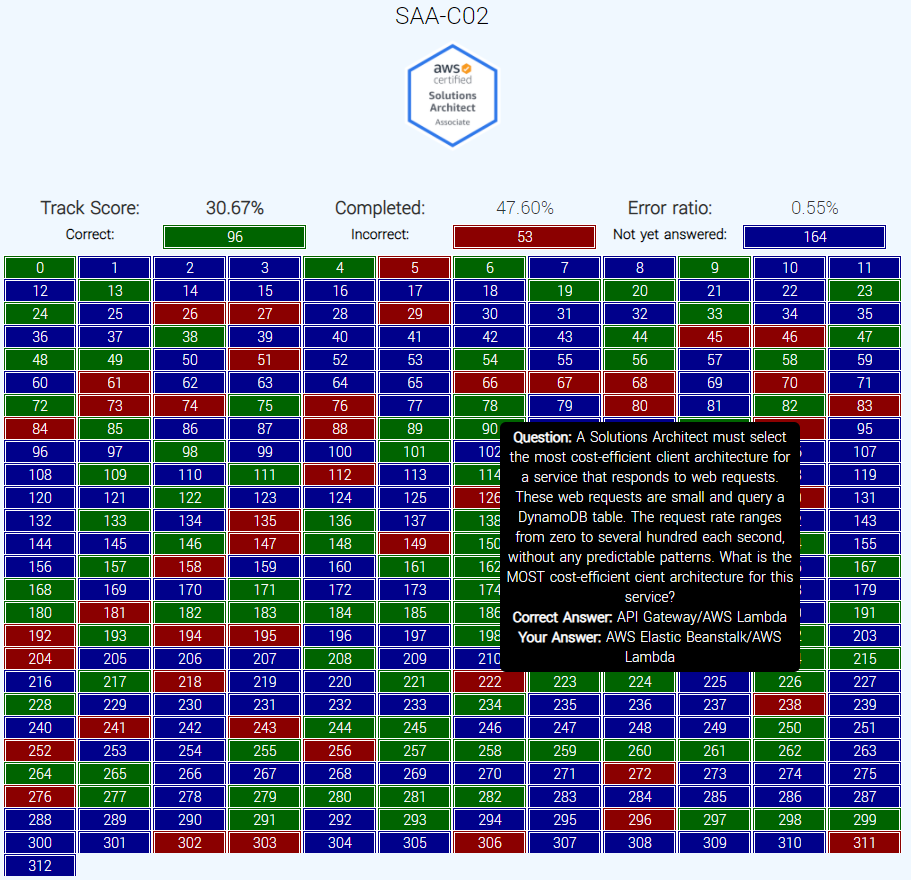 SAA-C02
aws
certified
Solutions
Architect
Associate
Track Score: 30.67% Completed: 47.60% Error ratio: 0.55%
Correct: 96 Incorrect: 53 Not yet answered: 164
0 1 2 3 4 5 6 7 8 9 10 11
12 13 14 15 16 17 18 19 20 21 22 23
24 25 26 27 28 29 30 31 32 33 34 35
36 37 38 39 40 41 42 43 44 45 46 47
48 49 50 51 52 53 54 55 56 57 58 59
60 61 62 63 64 65 66 67 68 69 70 71
72 73 74 75 76 77 78 79 80 81 82 83
84 85 86 87 88 89 90 95
96 97 98 99 100 101 102 107
108 109 110 111 112 113 114 119
120 121 122 123 124 125 126 131
132 133 134 135 136 137 138 143
144 145 146 147 148 149 150 155
156 157 158 159 160 161 162 167
168 169 170 171 172 173 174 179
180 181 182 183 184 185 186 191
192 193 194 195 196 197 198 203
204 205 206 207 208 209 210 215
216 217 218 219 220 221 222 223 224 225 226 227
228 229 230 231 232 233 234 235 236 237 238 239
240 241 242 243 244 245 246 247 248 249 250 251
252 253 254 255 256 257 258 259 260 261 262 263
264 265 266 267 268 269 270 271 272 273 274 275
276 277 278 279 280 281 282 283 284 285 286 287
288 289 290 291 292 293 294 295 296 297 298 299
300 301 302 303 304 305 306 307 308 309 310 311
312
Question: A Solutions Architect must select
the most cost-efficient client architecture for
a service that responds to web requests.
These web requests are small and query a
DynamoDB table. The request rate ranges
from zero to several hundred each second,
without any predictable patterns. What is the
MOST cost-efficient cient architecture for this
service?
Correct Answer: API Gateway/AWS Lambda
Your Answer: AWS Elastic Beanstalk/AWS
Lambda